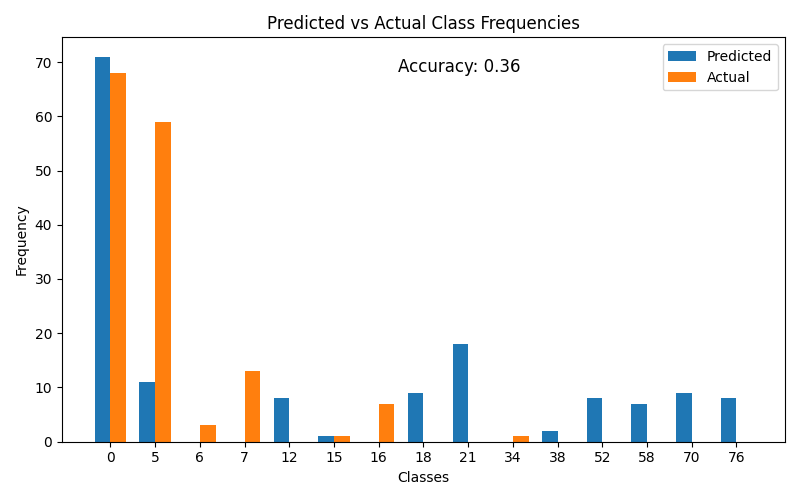 Predicted vs Actual Class Frequencies
Accuracy: 0.36
Predicted
Actual
Frequency
70
60
50
40
30
20
10
0
0 5 6 7 12 15 16 18 21 34 38 52 58 70 76
Classes